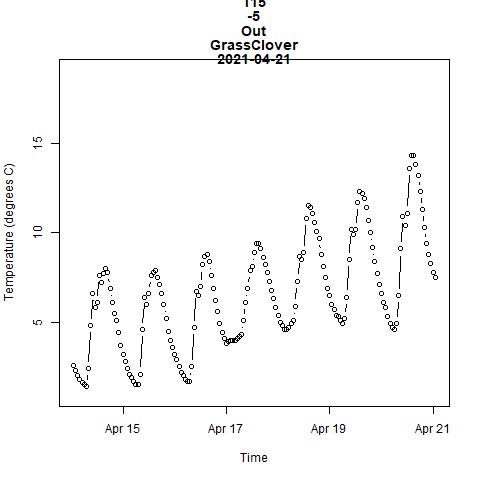 T15
-5
Out
GrassClover
2021-04-21
Temperature (degrees C)
15
10
5
Apr 15
Apr 17
Apr 19
Apr 21
Time